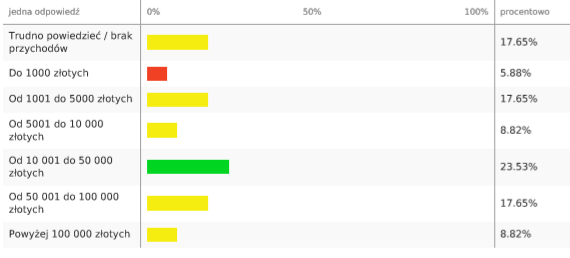 jedna odpowiedź 0% 50% 100% procentowo
Trudno powiedzieć / brak
przychodów 17.65%
Do 1000 złotych 5.88%
Od 1001 do 5000 złotych 17.65%
Od 5001 do 10 000
złotych 8.82%
Od 10 001 do 50 000
złotych 23.53%
Od 50 001 do 100 000
złotych 17.65%
Powyżej 100 000 złotych 8.82%